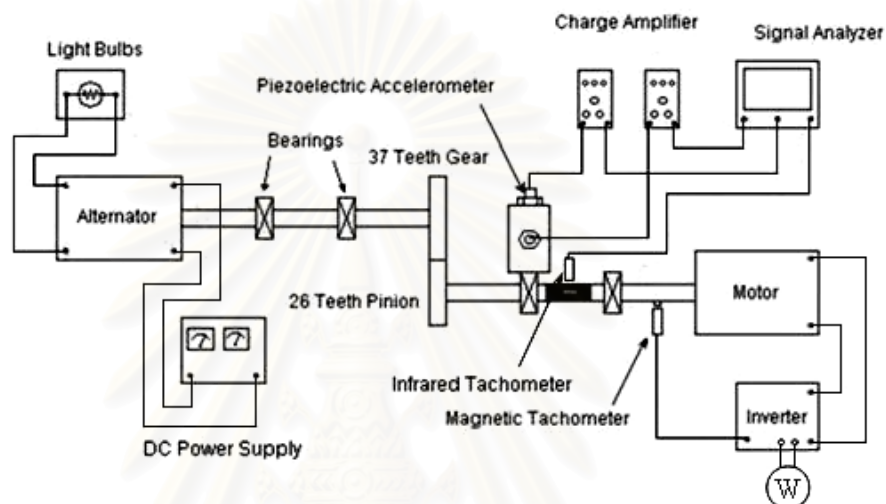 Charge Amplifier
Signal Analyzer
Light Bulbs
Piezoelectric Accelerometer
Bearings
37 Teeth Gear
Alternator
26 Teeth Pinion
Motor
Infrared Tachometer
Magnetic Tachometer
Inverter
DC Power Supply
W